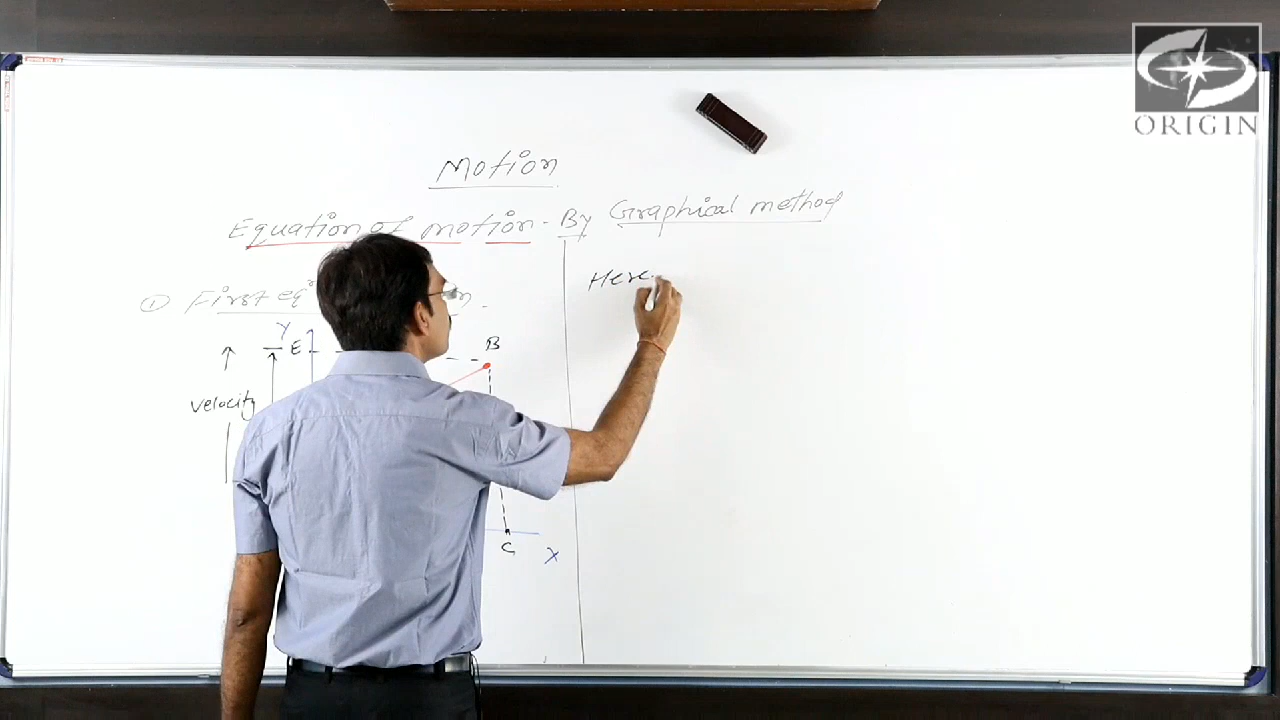 ORIGIN
Motion
Equation of motion - By Graphical method
① First eq
Here
Y
E
B
Velocity
C
X